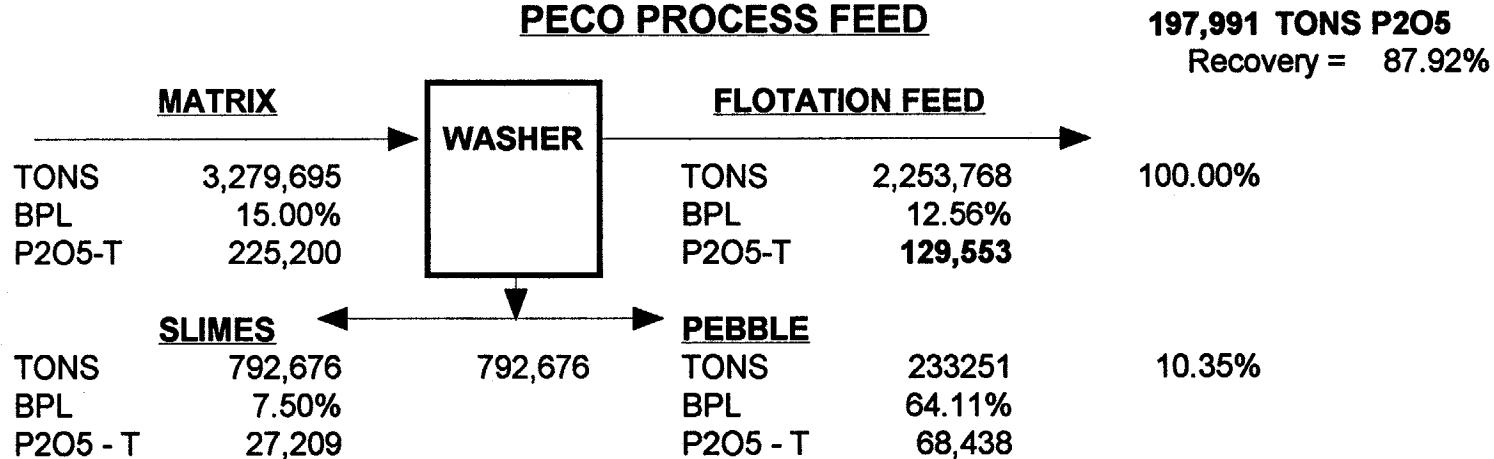 PECO PROCESS FEED
197,991 TONS P2O5
Recovery = 87.92%
MATRIX
FLOTATION FEED
WASHER
TONS 3,279,695 TONS 2,253,768 100.00%
BPL 15.00% BPL 12.56%
P2O5-T 225,200 P2O5-T 129,553
SLIMES PEBBLE
TONS 792,676 792,676 TONS 233251 10.35%
BPL 7.50% BPL 64.11%
P2O5 - T 27,209 P2O5 - T 68,438